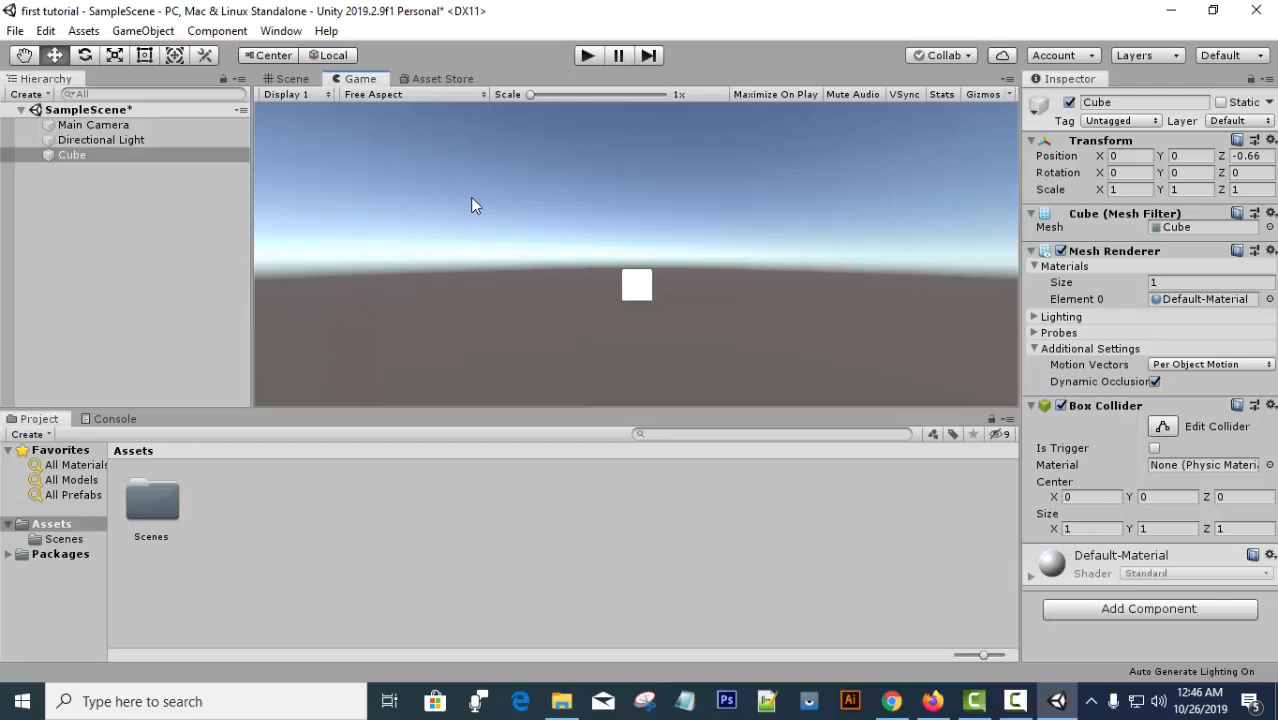 first tutorial - SampleScene - PC, Mac & Linux Standalone - Unity 2019.2.9f1 Personal* <DX11>
File Edit Assets GameObject Component Window Help
Center Local Collab Account Layers Default
Hierarchy
Create All
SampleScene*
Main Camera
Directional Light
Cube
Scene Game Asset Store
Display 1 Free Aspect Scale 1x Maximize On Play Mute Audio VSync Stats Gizmos
Inspector
Cube Static
Tag Untagged Layer Default
Transform
Position X 0 Y 0 Z -0.66
Rotation X 0 Y 0 Z 0
Scale X 1 Y 1 Z 1
Cube (Mesh Filter)
Mesh Cube
Mesh Renderer
Materials
Size 1
Element 0 Default-Material
Lighting
Probes
Additional Settings
Motion Vectors Per Object Motion
Dynamic Occlusion
Box Collider
Edit Collider
Is Trigger
Material None (Physic Materi
Center
X 0 Y 0 Z 0
Size
X 1 Y 1 Z 1
Default-Material
Shader Standard
Add Component
Project Console
Create 9
Favorites
All Materials
All Models
All Prefabs
Assets
Scenes
Packages
Assets
Scenes
Auto Generate Lighting On
Type here to search
Ps Ai
12:46 AM
10/26/2019
5